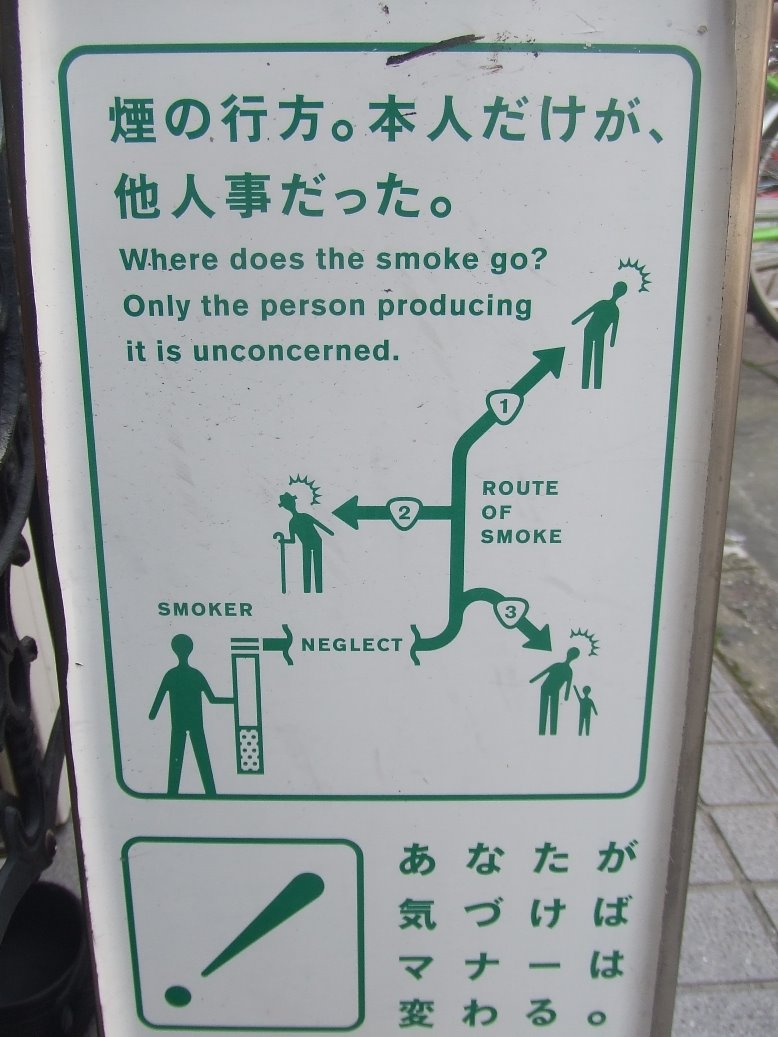 煙の行方。本人だけが、
他人事だった。
Where does the smoke go?
Only the person producing
it is unconcerned.
1
2
ROUTE
OF
SMOKE
3
SMOKER
NEGLECT
あなたが
気づけば
マナーは
変わる。